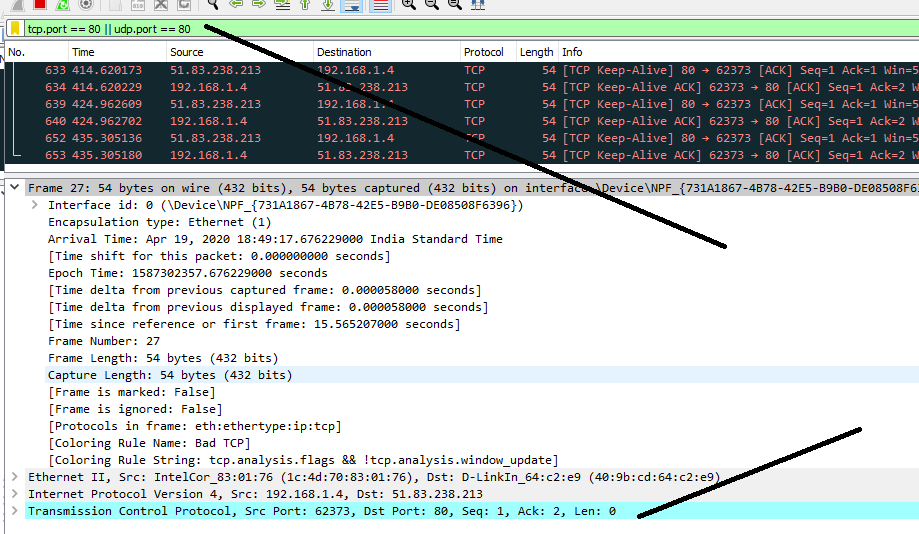 tcp.port == 80 || udp.port == 80
No. Time Source Destination Protocol Length Info
633 414.620173 51.83.238.213 192.168.1.4 TCP 54 [TCP Keep-Alive] 80 → 62373 [ACK] Seq=1 Ack=1 Win=5
634 414.620229 192.168.1.4 51.83.238.213 TCP 54 [TCP Keep-Alive ACK] 62373 → 80 [ACK] Seq=1 Ack=2 W
639 424.962609 51.83.238.213 192.168.1.4 TCP 54 [TCP Keep-Alive] 80 → 62373 [ACK] Seq=1 Ack=1 Win=5
640 424.962702 192.168.1.4 51.83.238.213 TCP 54 [TCP Keep-Alive ACK] 62373 → 80 [ACK] Seq=1 Ack=2 W
652 435.305136 51.83.238.213 192.168.1.4 TCP 54 [TCP Keep-Alive] 80 → 62373 [ACK] Seq=1 Ack=1 Win=5
653 435.305180 192.168.1.4 51.83.238.213 TCP 54 [TCP Keep-Alive ACK] 62373 → 80 [ACK] Seq=1 Ack=2 W
Frame 27: 54 bytes on wire (432 bits), 54 bytes captured (432 bits) on interface \Device\NPF_{731A1867-4B78-42E5-B9B0-DE08508F63
Interface id: 0 (\Device\NPF_{731A1867-4B78-42E5-B9B0-DE08508F6396})
Encapsulation type: Ethernet (1)
Arrival Time: Apr 19, 2020 18:49:17.676229000 India Standard Time
[Time shift for this packet: 0.000000000 seconds]
Epoch Time: 1587302357.676229000 seconds
[Time delta from previous captured frame: 0.000058000 seconds]
[Time delta from previous displayed frame: 0.000058000 seconds]
[Time since reference or first frame: 15.565207000 seconds]
Frame Number: 27
Frame Length: 54 bytes (432 bits)
Capture Length: 54 bytes (432 bits)
[Frame is marked: False]
[Frame is ignored: False]
[Protocols in frame: eth:ethertype:ip:tcp]
[Coloring Rule Name: Bad TCP]
[Coloring Rule String: tcp.analysis.flags && !tcp.analysis.window_update]
Ethernet II, Src: IntelCor_83:01:76 (1c:4d:70:83:01:76), Dst: D-LinkIn_64:c2:e9 (40:9b:cd:64:c2:e9)
Internet Protocol Version 4, Src: 192.168.1.4, Dst: 51.83.238.213
Transmission Control Protocol, Src Port: 62373, Dst Port: 80, Seq: 1, Ack: 2, Len: 0